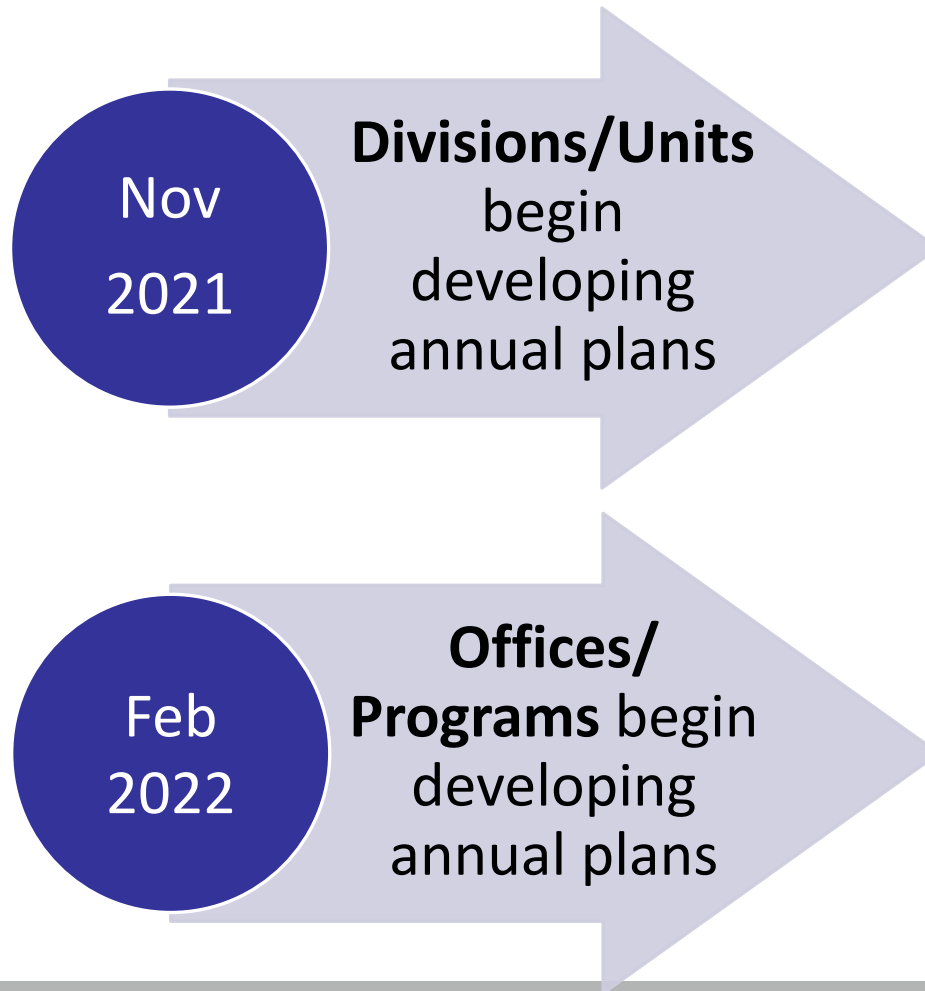 Nov
2021
Divisions/Units
begin
developing
annual plans
Feb
2022
Offices/
Programs begin
developing
annual plans